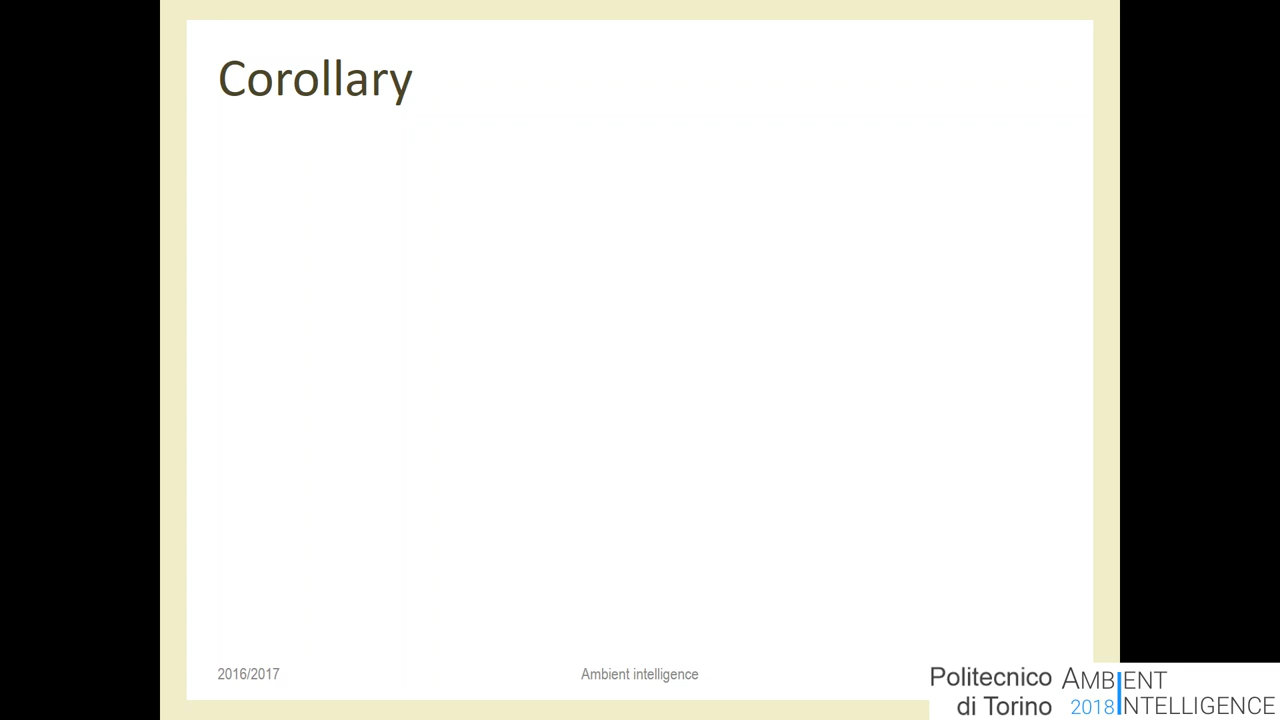 Corollary
2016/2017
Ambient intelligence
Politecnico
di Torino
AMBIENT
2018 INTELLIGENCE